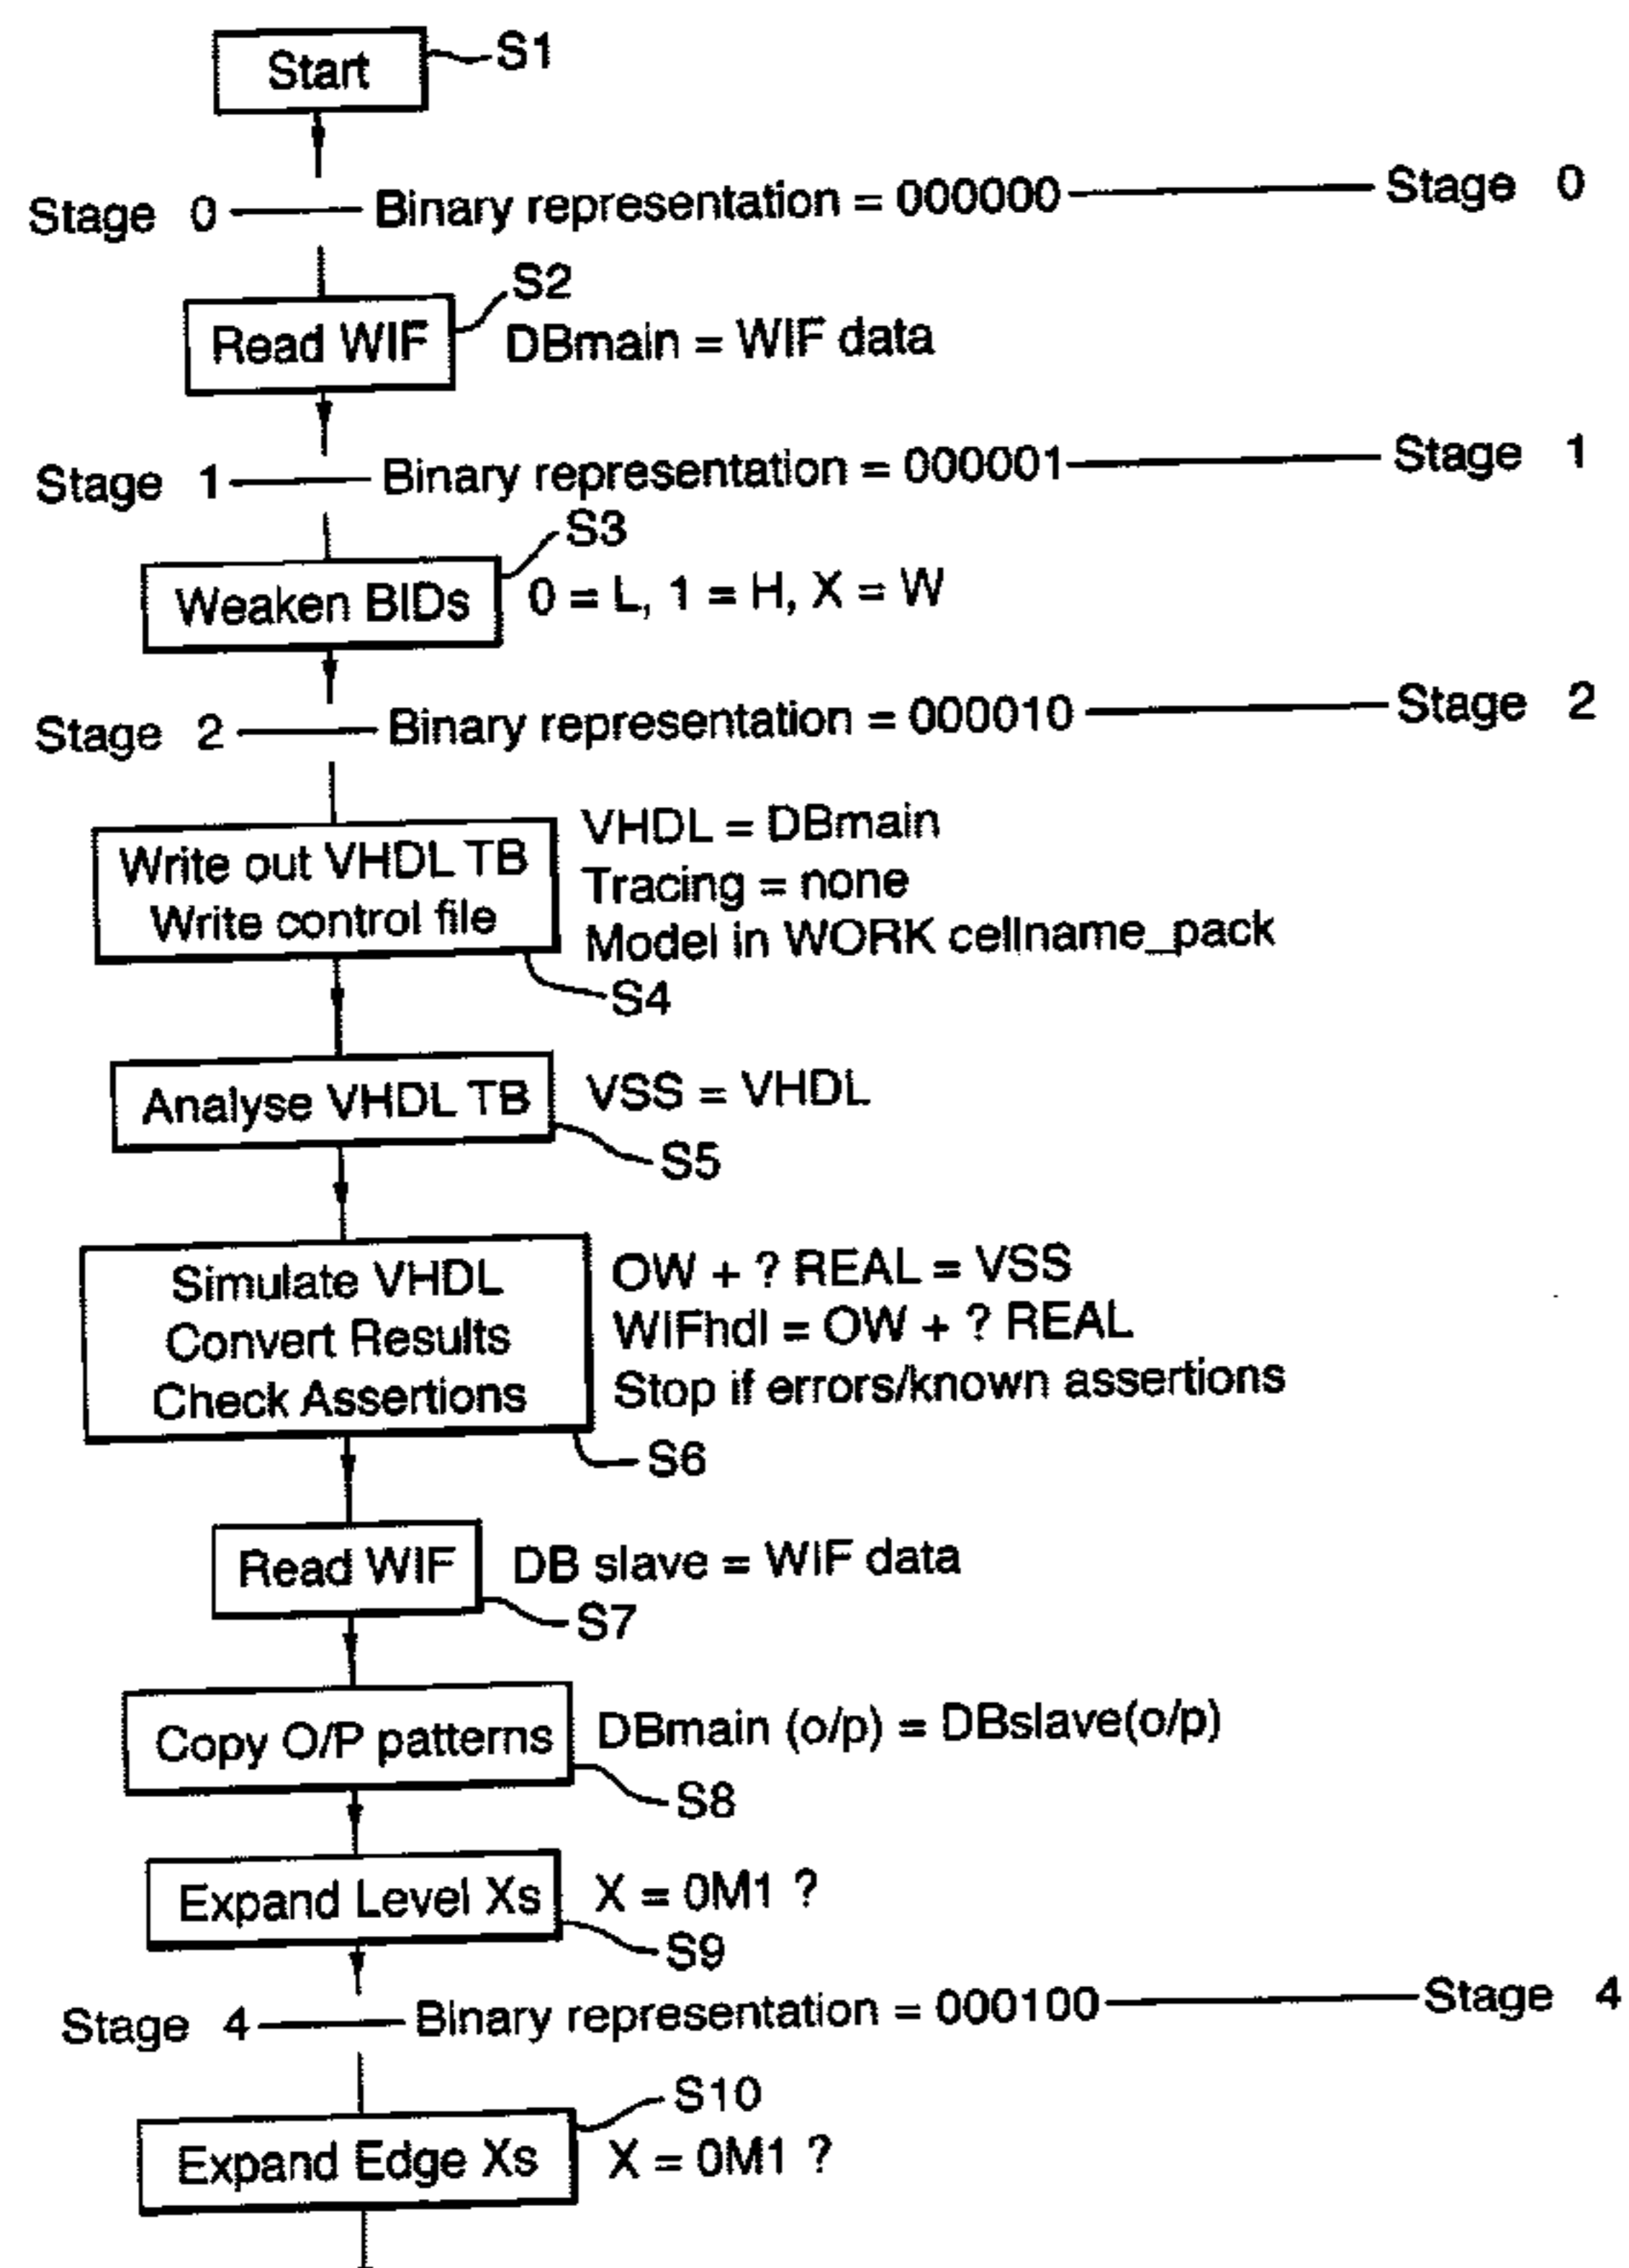 Start
S1
Stage 0 Binary representation = 000000 Stage 0
S2
Read WIF DBmain = WIF data
Stage 1 Binary representation = 000001 Stage 1
S3
Weaken BIDs 0 = L, 1 = H, X = W
Stage 2 Binary representation = 000010 Stage 2
Write out VHDL TB
Write control file
VHDL = DBmain
Tracing = none
Model in WORK cellname_pack
S4
Analyse VHDL TB VSS = VHDL
S5
Simulate VHDL
Convert Results
Check Assertions
OW + ? REAL = VSS
WIFhdl = OW + ? REAL
Stop if errors/known assertions
S6
Read WIF DB slave = WIF data
S7
Copy O/P patterns DBmain (o/p) = DBslave(o/p)
S8
Expand Level Xs X = 0M1 ?
S9
Stage 4 Binary representation = 000100 Stage 4
S10
Expand Edge Xs X = 0M1 ?